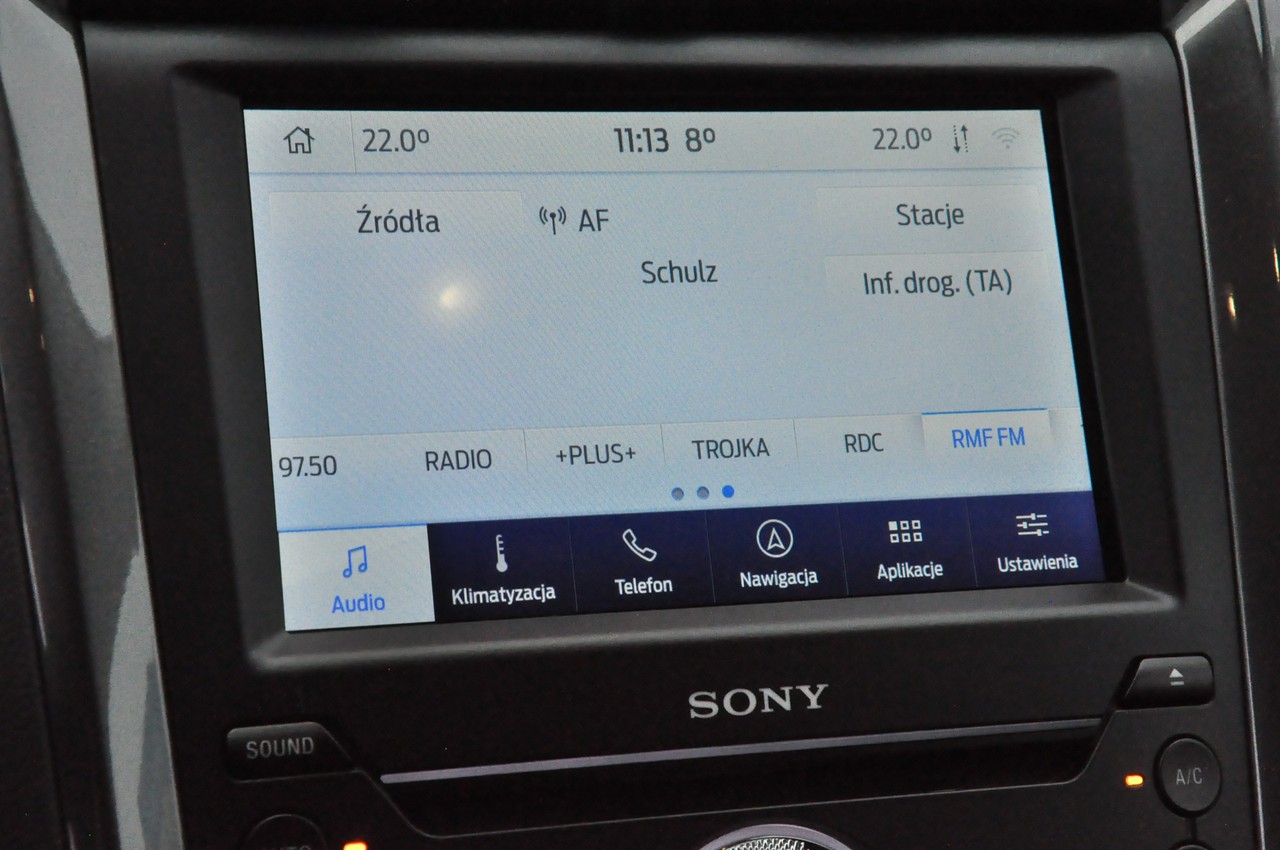 22.0º 11:13 8º 22.0º
Źródła AF Stacje
Schulz
Inf. drog. (TA)
97.50 RADIO +PLUS+ TROJKA RDC RMF FM
Audio Klimatyzacja Telefon Nawigacja Aplikacje Ustawienia
SONY
SOUND
A/C